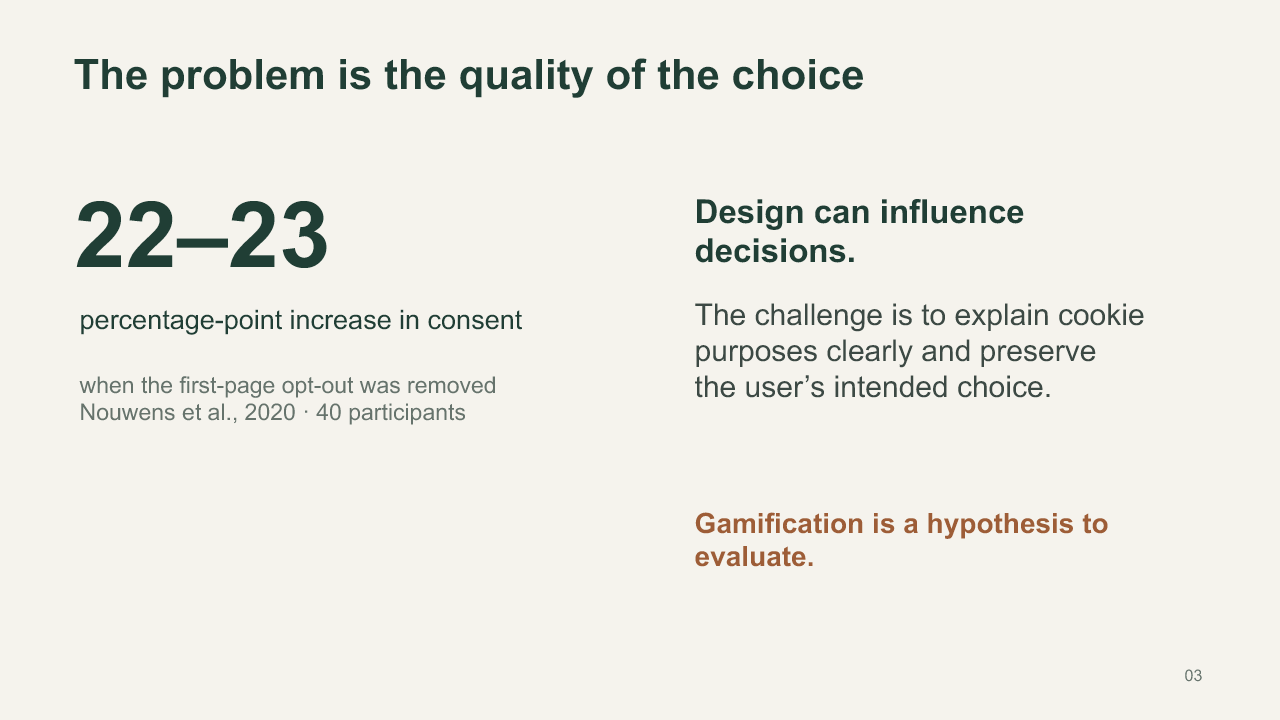 The problem is the quality of the choice
22–23
percentage-point increase in consent
when the first-page opt-out was removed
Nouwens et al., 2020 · 40 participants
Design can influence
decisions.
The challenge is to explain cookie
purposes clearly and preserve
the user’s intended choice.
Gamification is a hypothesis to
evaluate.
03